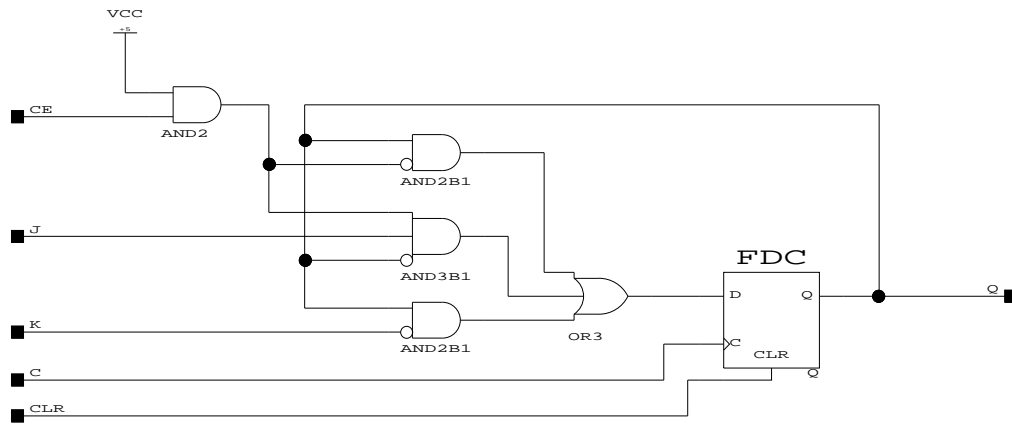 VCC
+5
CE
AND2
AND2B1
J
AND3B1
FDC
D
Q
Q
K
AND2B1
OR3
C
CLR
C
Q
CLR